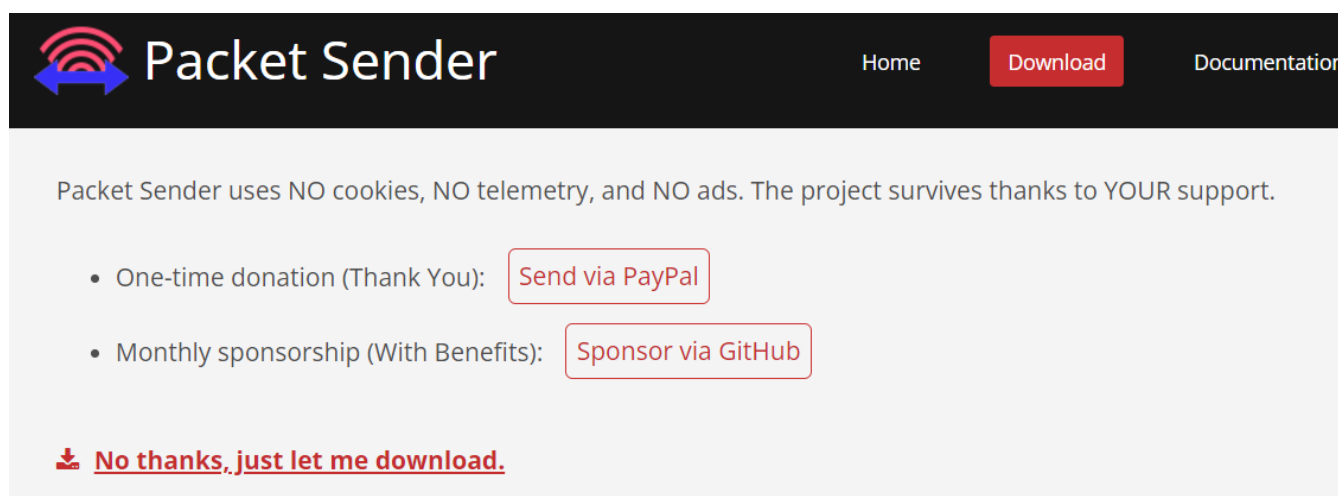 Packet Sender
Home
Download
Documentation
Packet Sender uses NO cookies, NO telemetry, and NO ads. The project survives thanks to YOUR support.
• One-time donation (Thank You): Send via PayPal
• Monthly sponsorship (With Benefits): Sponsor via GitHub
No thanks, just let me download.